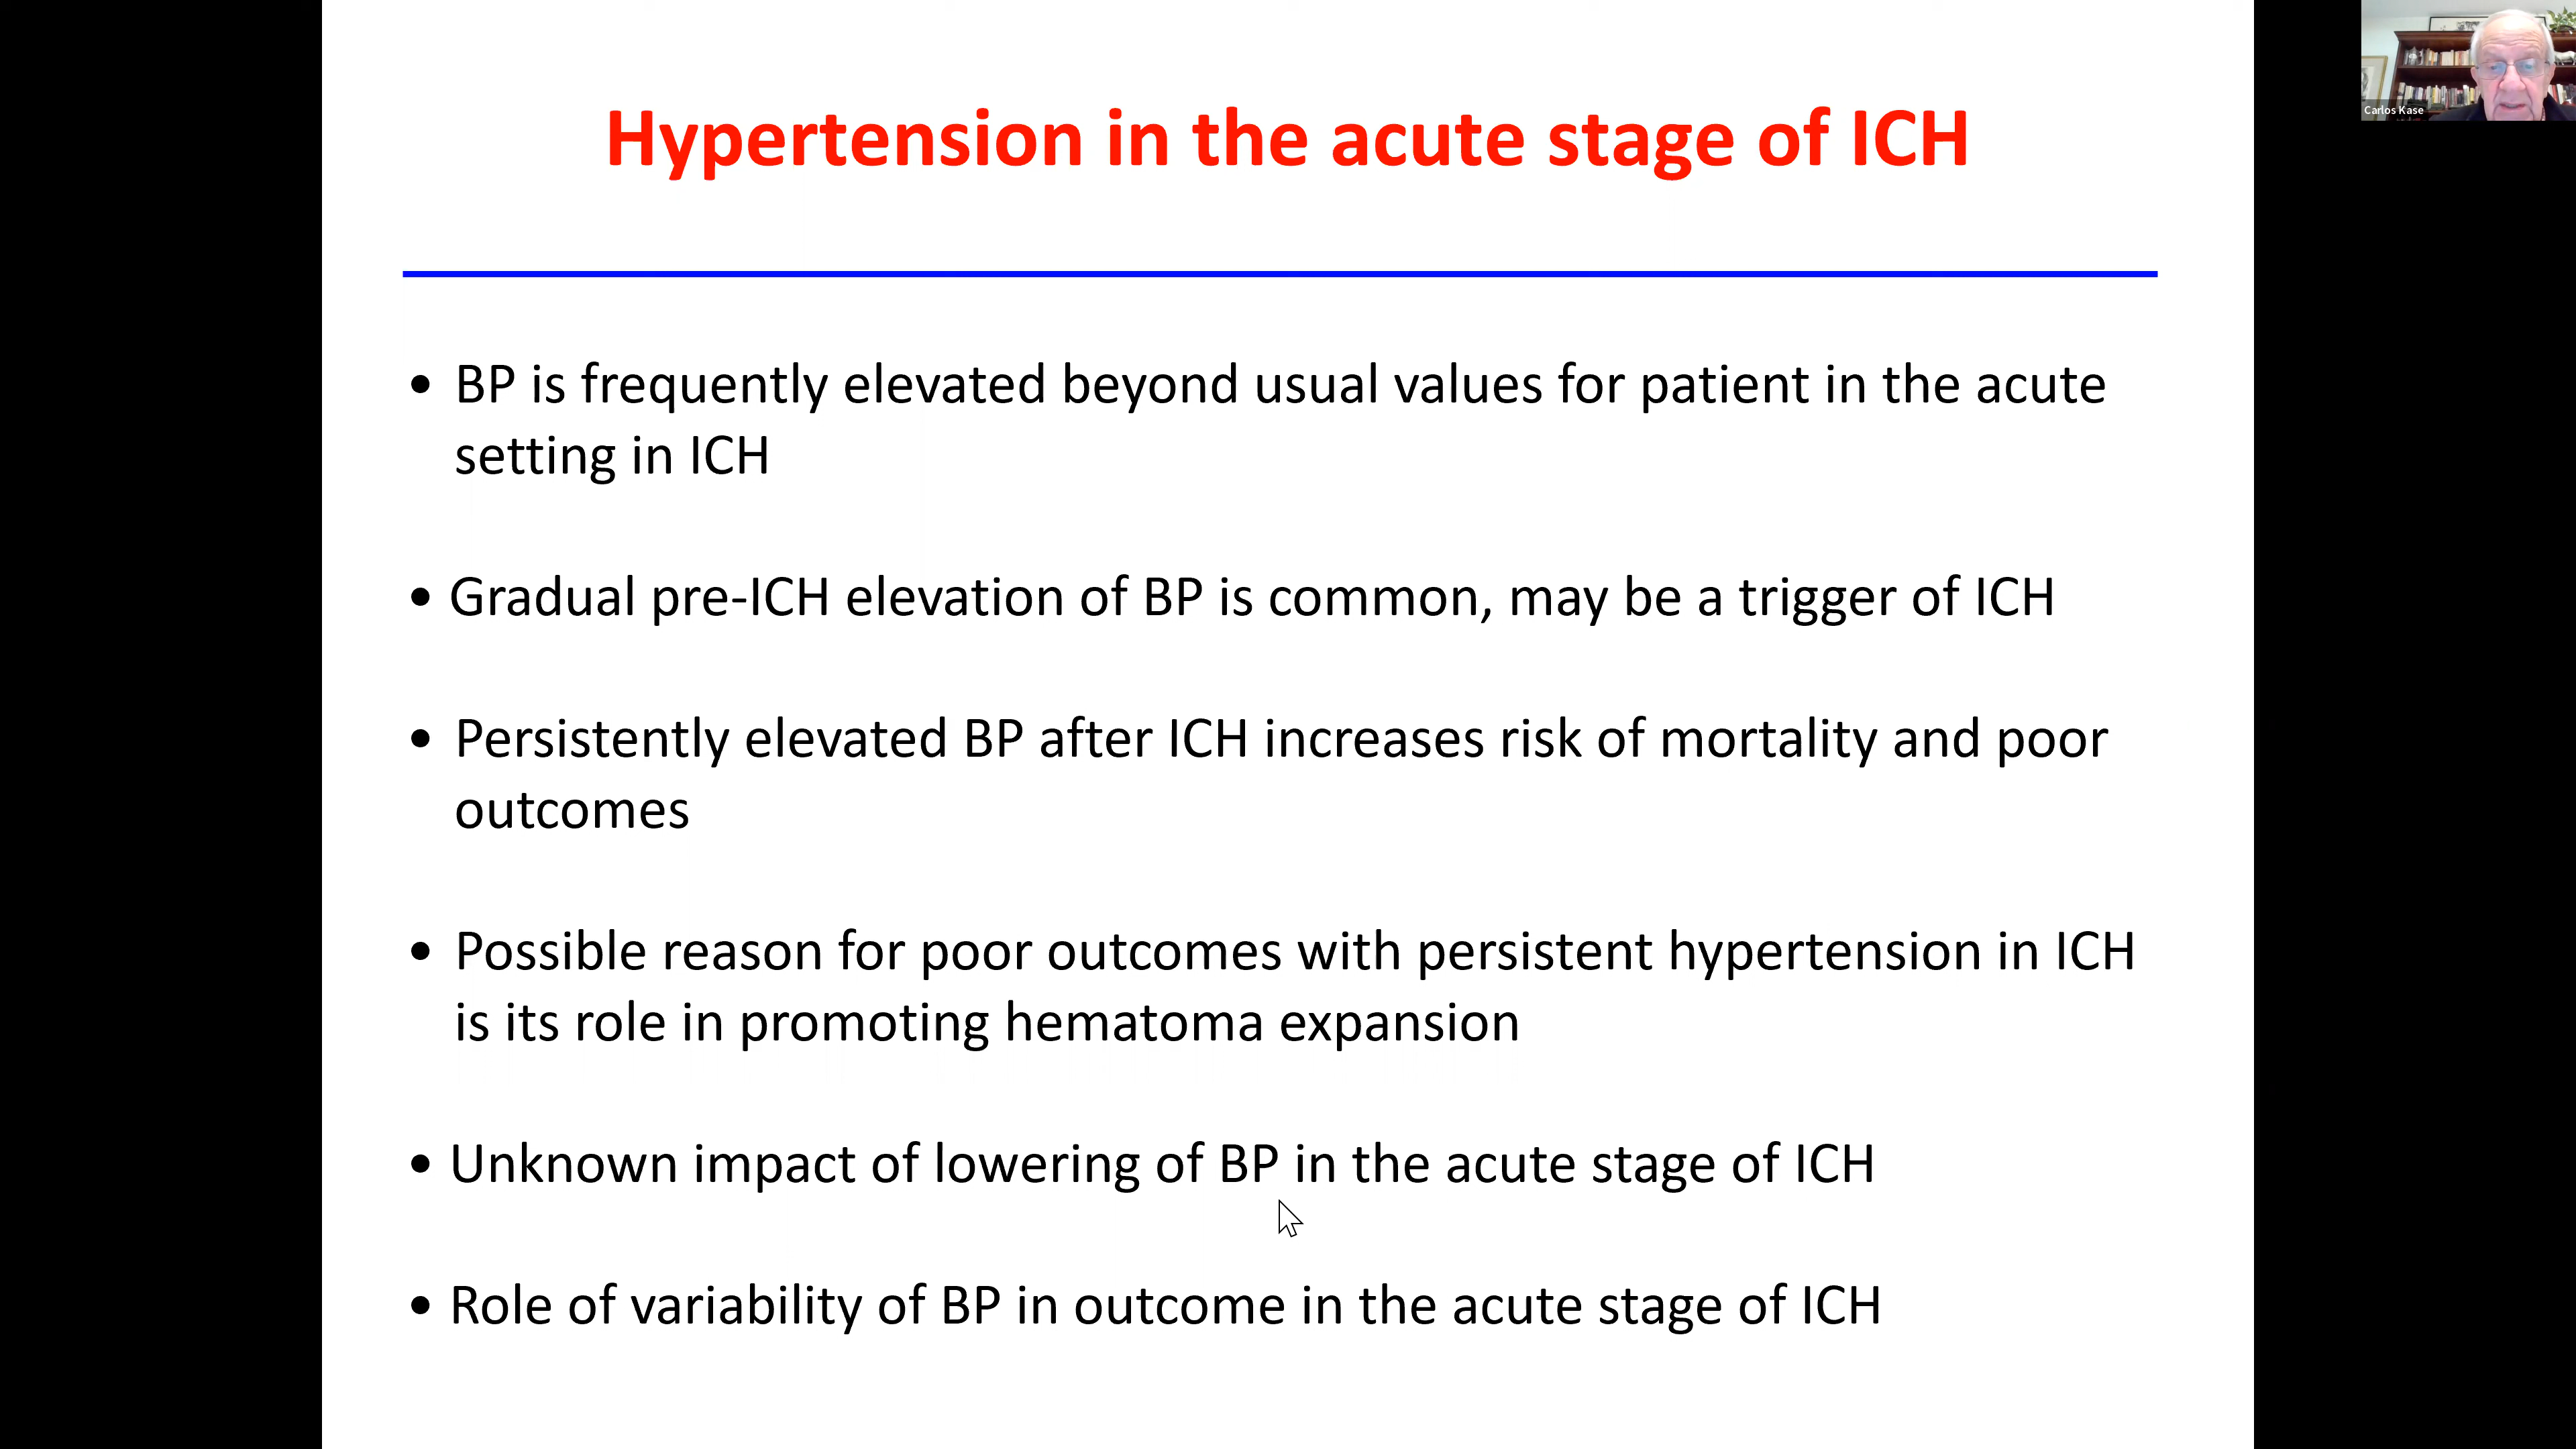 Hypertension in the acute stage of ICH
Carlos Kase
• BP is frequently elevated beyond usual values for patient in the acute
setting in ICH
• Gradual pre-ICH elevation of BP is common, may be a trigger of ICH
• Persistently elevated BP after ICH increases risk of mortality and poor
outcomes
• Possible reason for poor outcomes with persistent hypertension in ICH
is its role in promoting hematoma expansion
• Unknown impact of lowering of BP in the acute stage of ICH
• Role of variability of BP in outcome in the acute stage of ICH